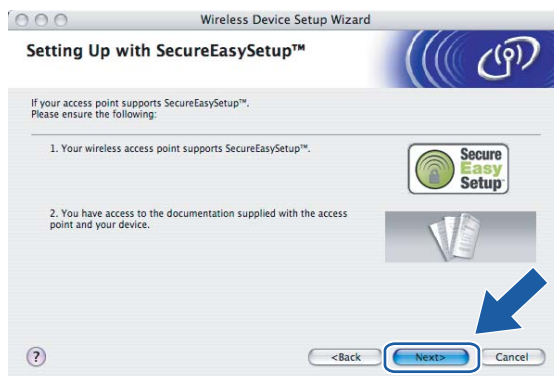 Wireless Device Setup Wizard
Setting Up with SecureEasySetup™
If your access point supports SecureEasySetup™.
Please ensure the following:
1. Your wireless access point supports SecureEasySetup™.
Secure
Easy
Setup
2. You have access to the documentation supplied with the access
point and your device.
?
<Back
Next>
Cancel